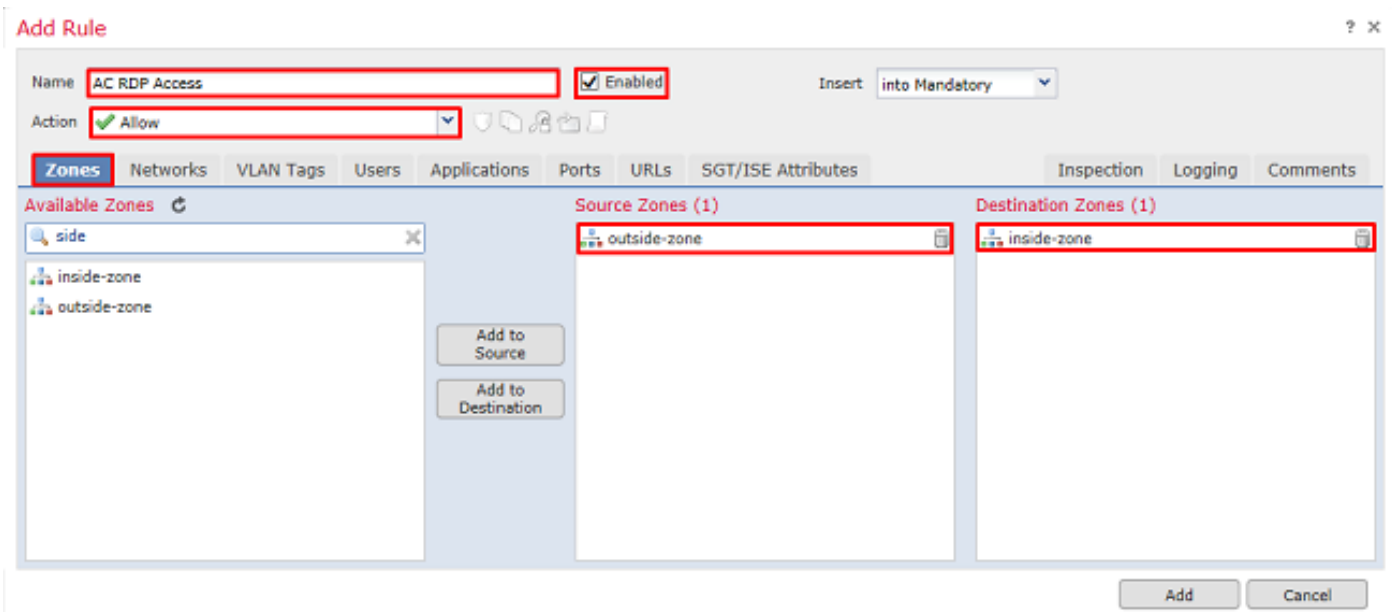 Add Rule ? ×
Name AC RDP Access Enabled Insert into Mandatory
Action Allow
Zones Networks VLAN Tags Users Applications Ports URLs SGT/ISE Attributes Inspection Logging Comments
Available Zones Source Zones (1) Destination Zones (1)
side outside-zone inside-zone
inside-zone
outside-zone
Add to
Source
Add to
Destination
Add Cancel